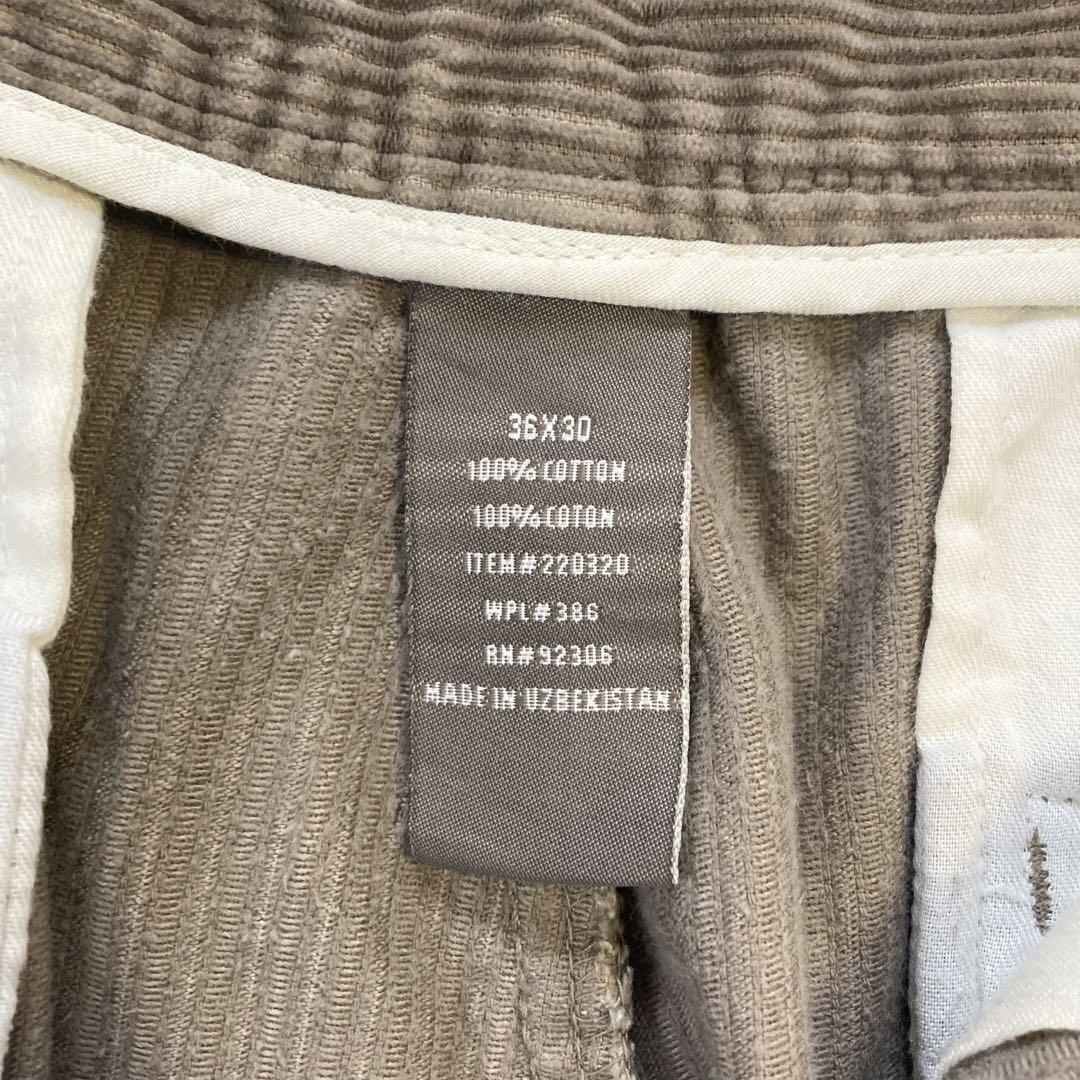 36X30
100% COTTON
100% COTON
ITEM#220320
WPL#386
RN#92306
MADE IN UZBEKISTAN